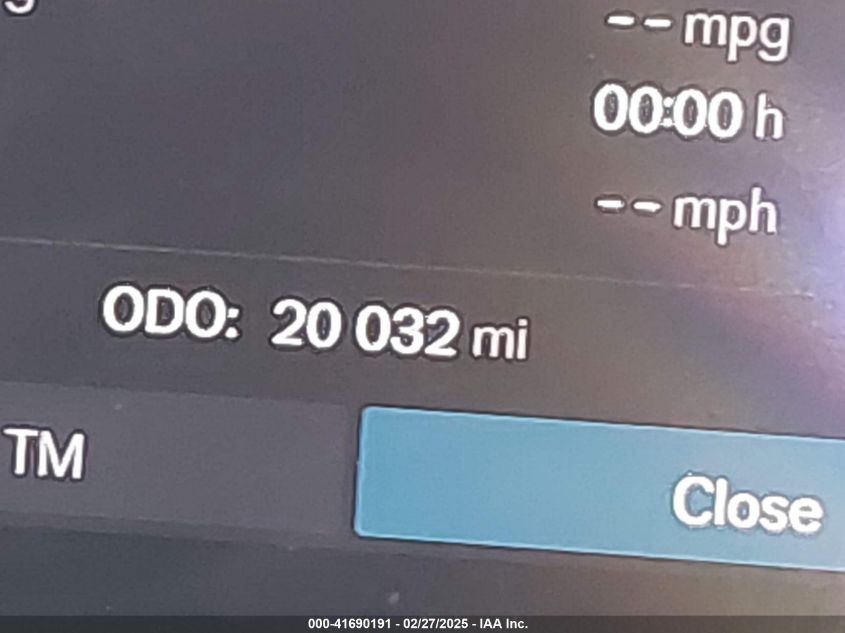 -- mpg
00:00 h
-- mph
ODO: 20 032 mi
TM
Close
000-41690191 - 02/27/2025 - IAA Inc.